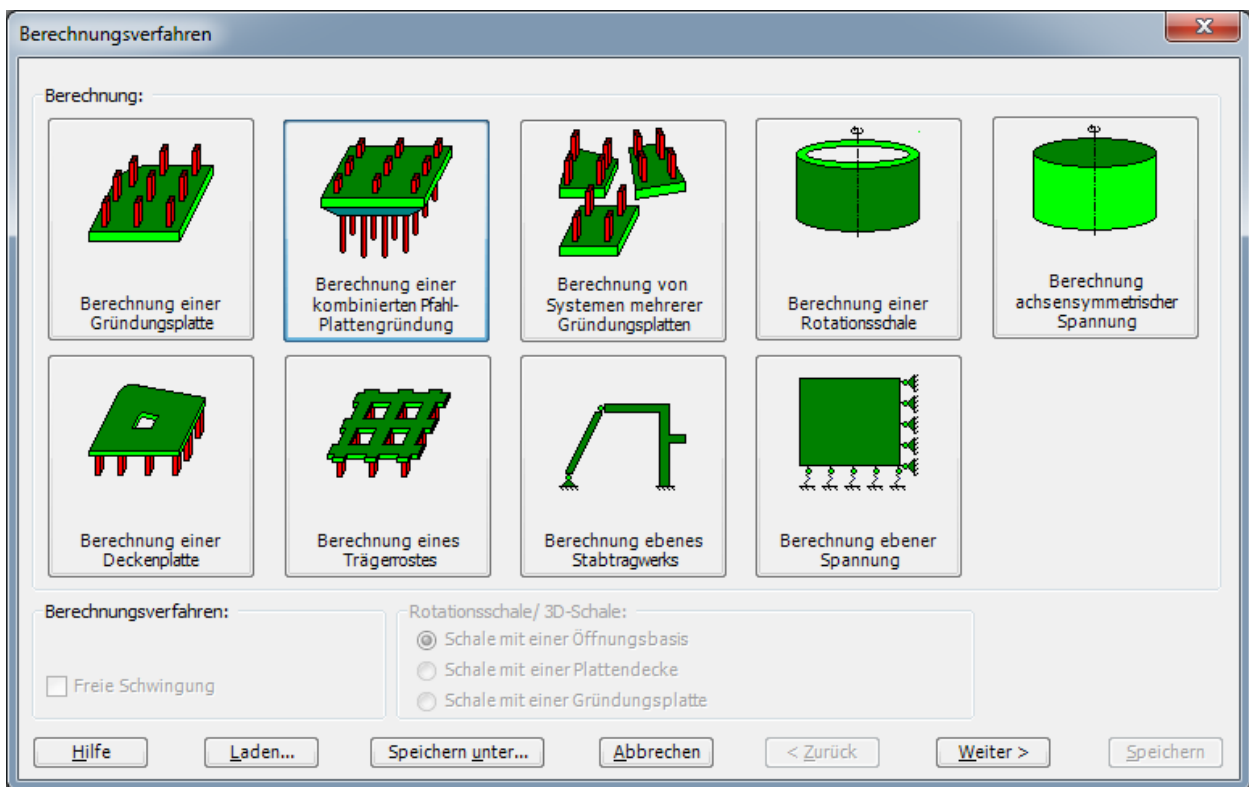 Berechnungsverfahren
Berechnung:
Berechnung einer
Gründungsplatte
Berechnung einer
kombinierten Pfahl-
Plattengründung
Berechnung von
Systemen mehrerer
Gründungsplatten
Berechnung einer
Rotationsschale
Berechnung
achsensymmetrischer
Spannung
Berechnung einer
Deckenplatte
Berechnung eines
Trägerrostes
Berechnung ebenes
Stabtragwerks
Berechnung ebener
Spannung
Berechnungsverfahren:
Freie Schwingung
Rotationsschale/ 3D-Schale:
Schale mit einer Öffnungsbasis
Schale mit einer Plattendecke
Schale mit einer Gründungsplatte
Hilfe
Laden...
Speichern unter...
Abbrechen
< Zurück
Weiter >
Speichern